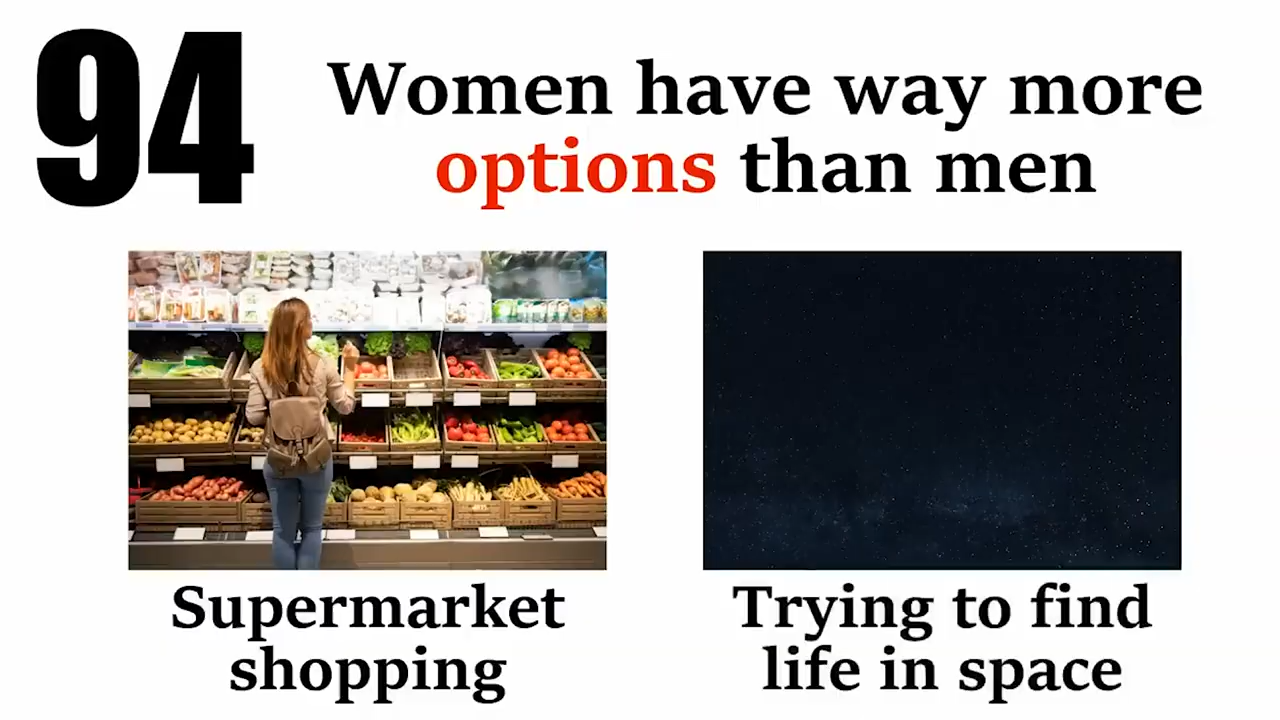 94
Women have way more
options than men
Supermarket
shopping
Trying to find
life in space